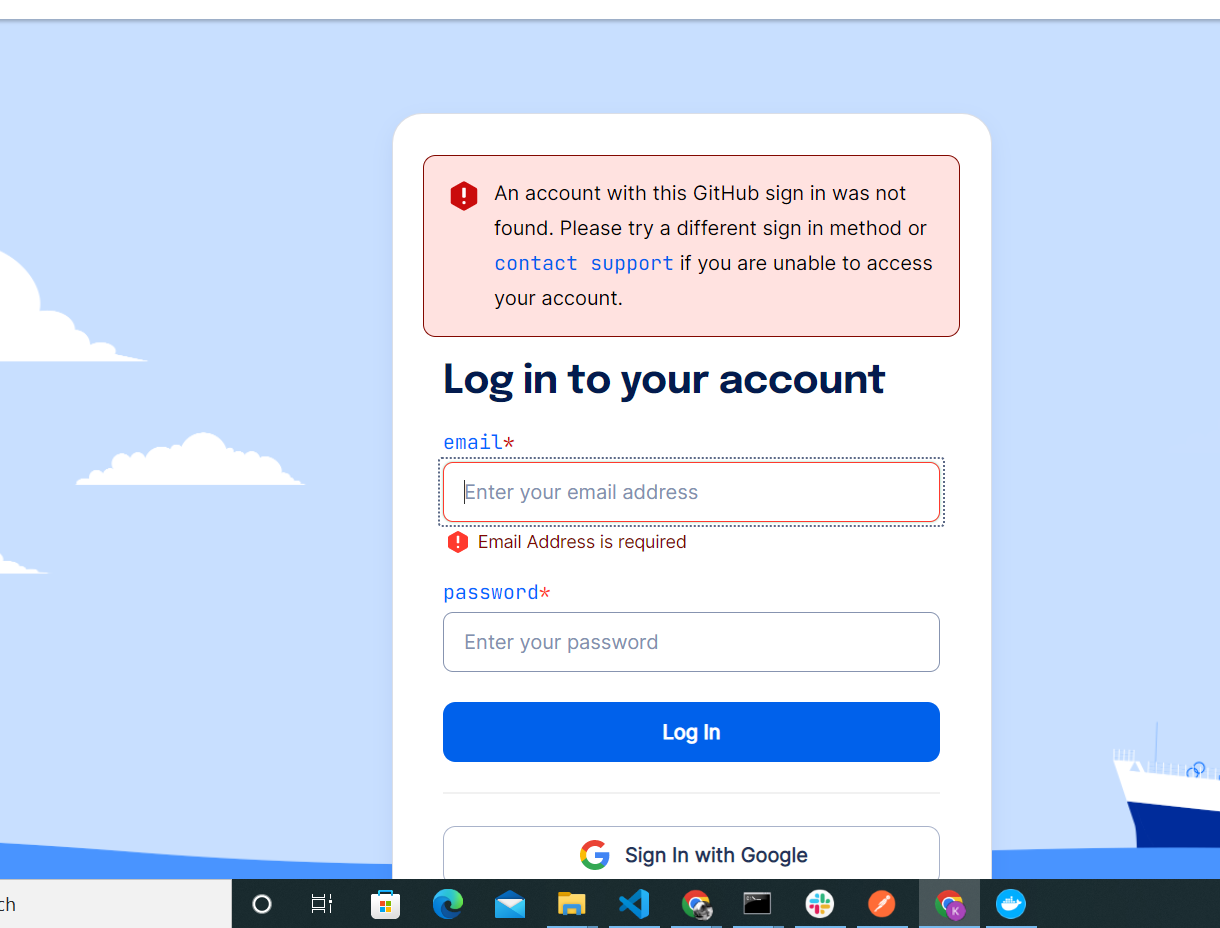 An account with this GitHub sign in was not
found. Please try a different sign in method or
contact support if you are unable to access
your account.
Log in to your account
email*
Enter your email address
Email Address is required
password*
Enter your password
Log In
Sign In with Google
ch
K